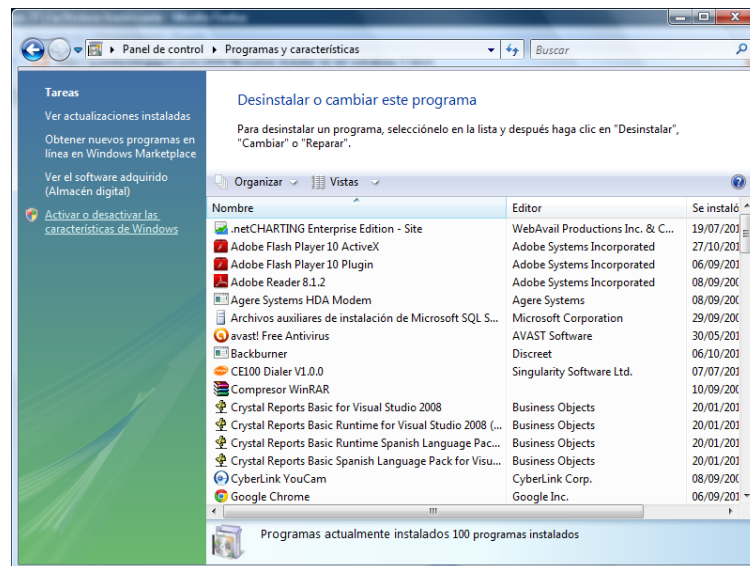 Panel de control ▸ Programas y características
Buscar
Tareas
Ver actualizaciones instaladas
Obtener nuevos programas en
línea en Windows Marketplace
Ver el software adquirido
(Almacén digital)
Activar o desactivar las
características de Windows
Desinstalar o cambiar este programa
Para desinstalar un programa, selecciónelo en la lista y después haga clic en "Desinstalar",
"Cambiar" o "Reparar".
Organizar Vistas
Nombre Editor Se instaló
.netCHARTING Enterprise Edition - Site WebAvail Productions Inc. & C... 19/07/201
Adobe Flash Player 10 ActiveX Adobe Systems Incorporated 27/10/201
Adobe Flash Player 10 Plugin Adobe Systems Incorporated 06/09/201
Adobe Reader 8.1.2 Adobe Systems Incorporated 08/09/200
Agere Systems HDA Modem Agere Systems 08/09/200
Archivos auxiliares de instalación de Microsoft SQL S... Microsoft Corporation 29/09/200
avast! Free Antivirus AVAST Software 30/05/201
Backburner Discreet 06/10/201
CE100 Dialer V1.0.0 Singularity Software Ltd. 07/07/201
Compresor WinRAR 10/09/200
Crystal Reports Basic for Visual Studio 2008 Business Objects 20/01/201
Crystal Reports Basic Runtime for Visual Studio 2008 (... Business Objects 20/01/201
Crystal Reports Basic Runtime Spanish Language Pac... Business Objects 20/01/201
Crystal Reports Basic Spanish Language Pack for Visu... Business Objects 20/01/201
CyberLink YouCam CyberLink Corp. 08/09/200
Google Chrome Google Inc. 06/09/201
Programas actualmente instalados 100 programas instalados